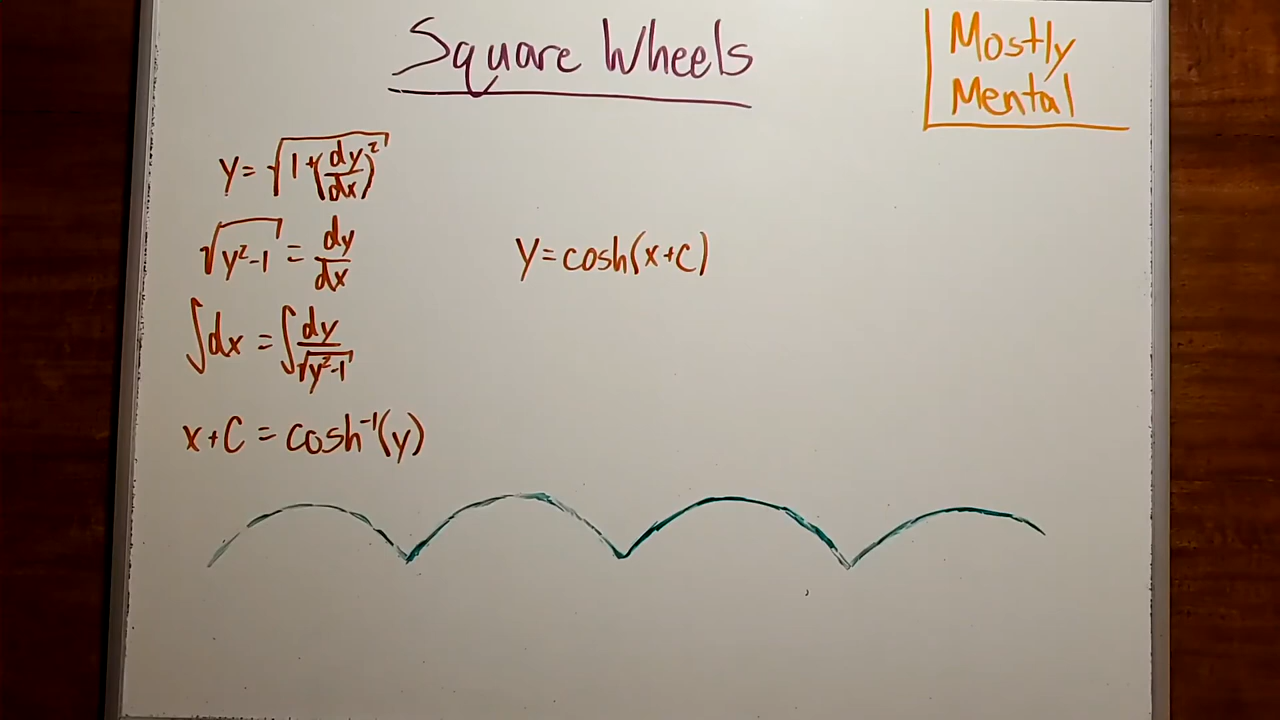 Square Wheels
Mostly
Mental
y=√(1+(dy/dx)²)
√(y²-1) = dy/dx
∫dx = ∫dy/√(y²-1)
x+C = cosh⁻¹(y)
y=cosh(x+C)